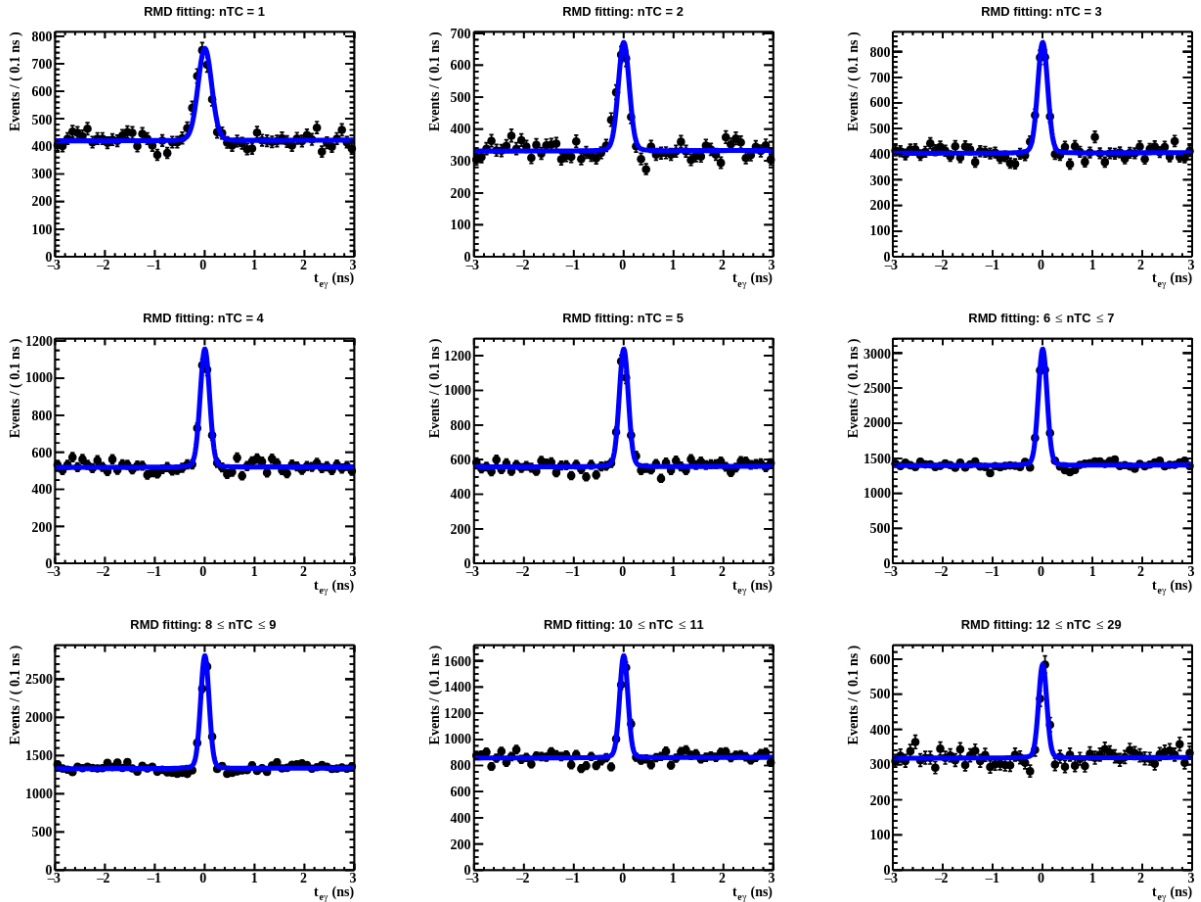 RMD fitting: nTC = 1
Events / ( 0.1 ns )
800
700
600
500
400
300
200
100
0
−3 −2 −1 0 1 2 3
t_eγ (ns)
RMD fitting: nTC = 2
Events / ( 0.1 ns )
700
600
500
400
300
200
100
0
−3 −2 −1 0 1 2 3
t_eγ (ns)
RMD fitting: nTC = 3
Events / ( 0.1 ns )
800
700
600
500
400
300
200
100
0
−3 −2 −1 0 1 2 3
t_eγ (ns)
RMD fitting: nTC = 4
Events / ( 0.1 ns )
1200
1000
800
600
400
200
0
−3 −2 −1 0 1 2 3
t_eγ (ns)
RMD fitting: nTC = 5
Events / ( 0.1 ns )
1200
1000
800
600
400
200
0
−3 −2 −1 0 1 2 3
t_eγ (ns)
RMD fitting: 6 ≤ nTC ≤ 7
Events / ( 0.1 ns )
3000
2500
2000
1500
1000
500
0
−3 −2 −1 0 1 2 3
t_eγ (ns)
RMD fitting: 8 ≤ nTC ≤ 9
Events / ( 0.1 ns )
2500
2000
1500
1000
500
0
−3 −2 −1 0 1 2 3
t_eγ (ns)
RMD fitting: 10 ≤ nTC ≤ 11
Events / ( 0.1 ns )
1600
1400
1200
1000
800
600
400
200
0
−3 −2 −1 0 1 2 3
t_eγ (ns)
RMD fitting: 12 ≤ nTC ≤ 29
Events / ( 0.1 ns )
600
500
400
300
200
100
0
−3 −2 −1 0 1 2 3
t_eγ (ns)